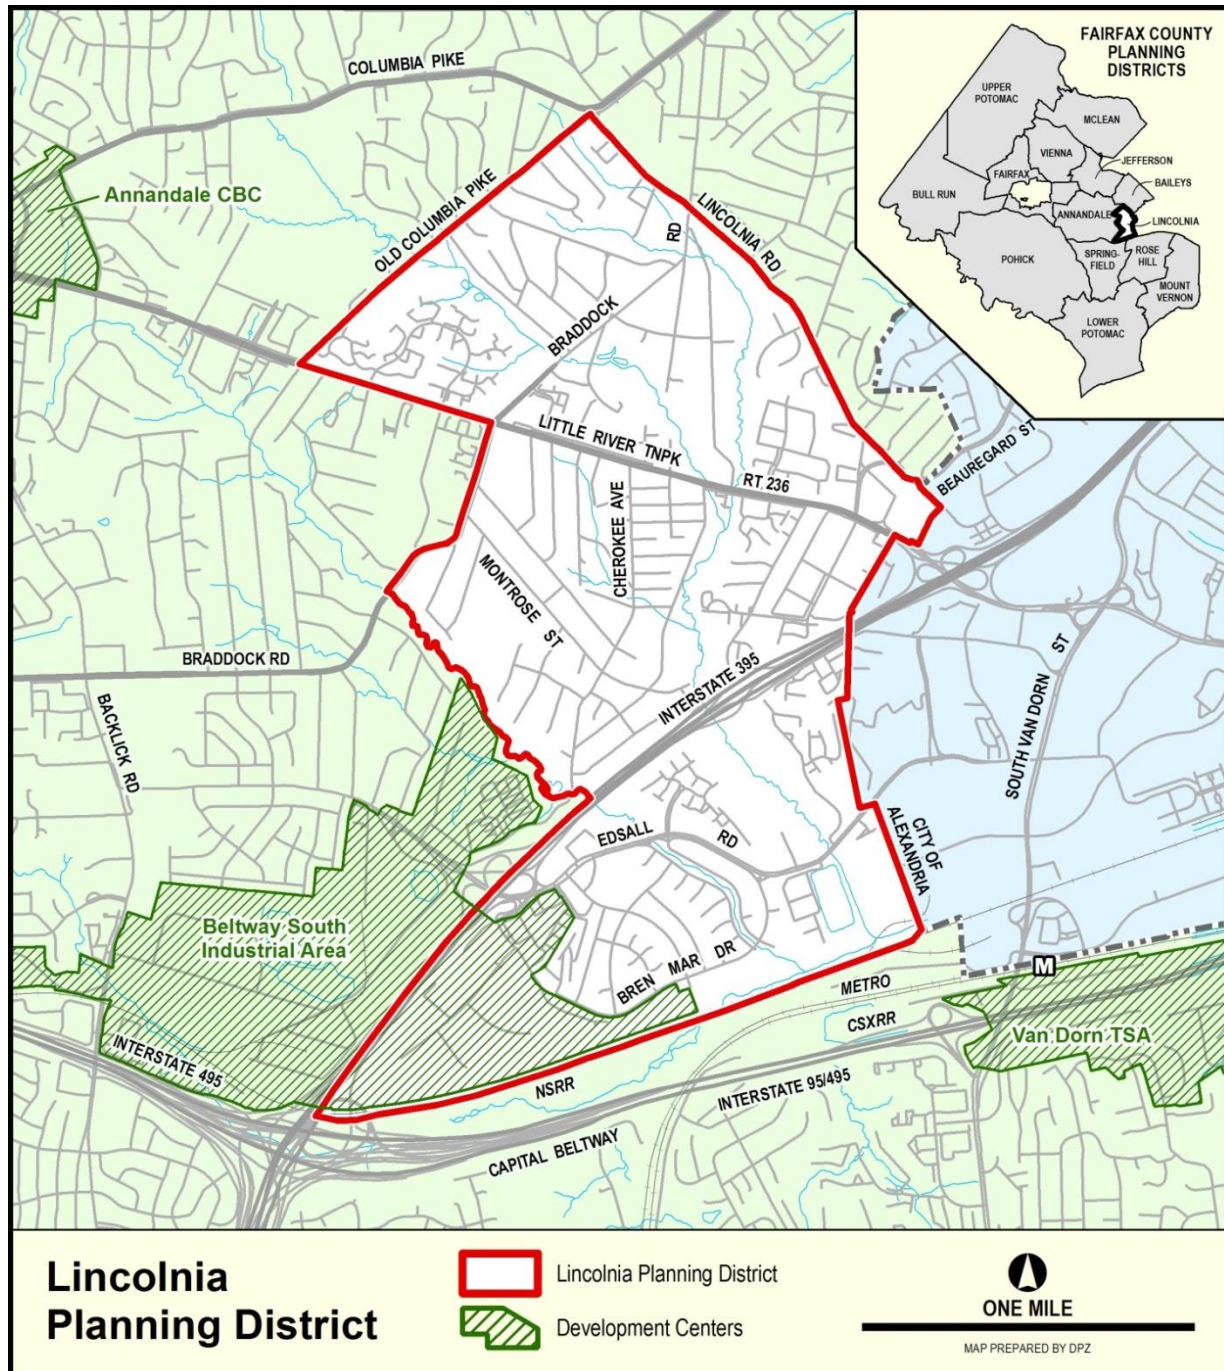 FAIRFAX COUNTY
PLANNING
DISTRICTS
UPPER
POTOMAC
MCLEAN
VIENNA
JEFFERSON
FAIRFAX
BAILEYS
BULL RUN
ANNANDALE
LINCOLNIA
POHICK
SPRING-
FIELD
ROSE
HILL
MOUNT
VERNON
LOWER
POTOMAC
COLUMBIA PIKE
Annandale CBC
OLD COLUMBIA PIKE
LINCOLNIA RD
RD
BRADDOCK
LITTLE RIVER TNPK
RT 236
BEAUREGARD ST
CHEROKEE AVE
MONTROSE ST
BRADDOCK RD
BACKLICK RD
INTERSTATE 395
SOUTH VAN DORN ST
EDSALL RD
CITY OF
ALEXANDRIA
Beltway South
Industrial Area
BREN MAR DR
METRO
M
CSXRR
Van Dorn TSA
INTERSTATE 495
NSRR
INTERSTATE 95/495
CAPITAL BELTWAY
Lincolnia
Planning District
Lincolnia Planning District
Development Centers
ONE MILE
MAP PREPARED BY DPZ